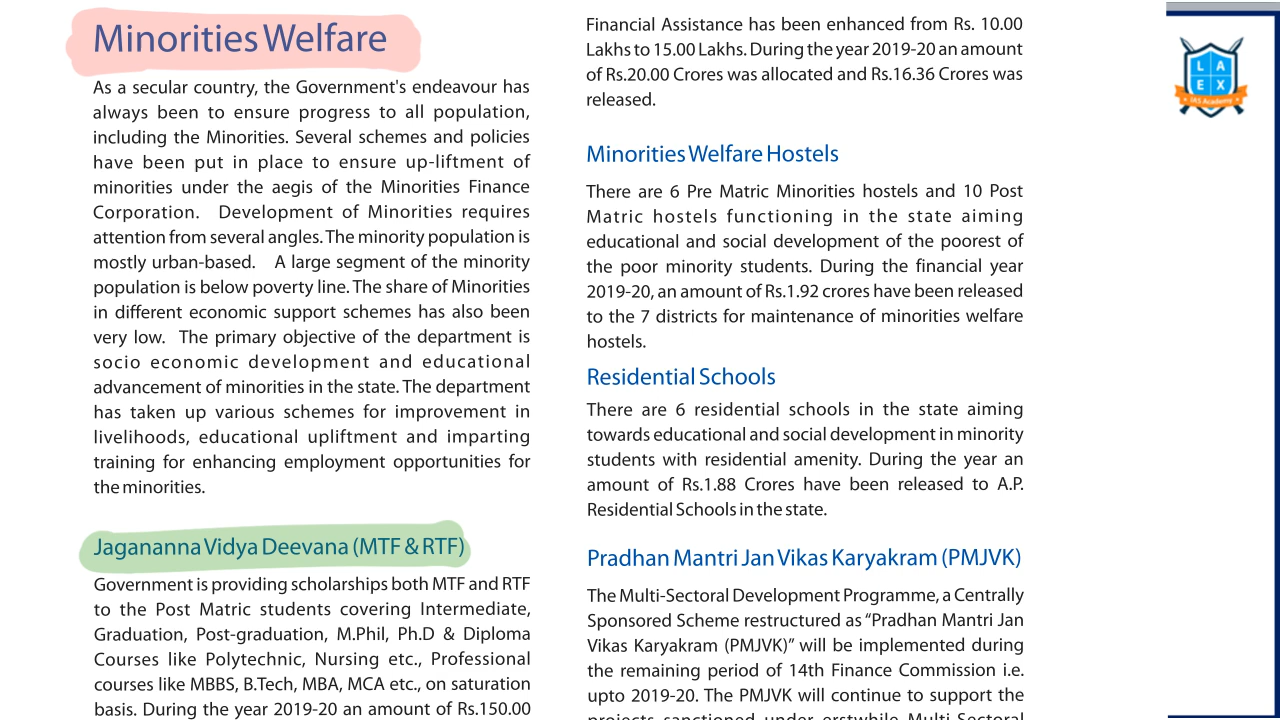 Minorities Welfare
As a secular country, the Government's endeavour has
always been to ensure progress to all population,
including the Minorities. Several schemes and policies
have been put in place to ensure up-liftment of
minorities under the aegis of the Minorities Finance
Corporation. Development of Minorities requires
attention from several angles. The minority population is
mostly urban-based. A large segment of the minority
population is below poverty line. The share of Minorities
in different economic support schemes has also been
very low. The primary objective of the department is
socio economic development and educational
advancement of minorities in the state. The department
has taken up various schemes for improvement in
livelihoods, educational upliftment and imparting
training for enhancing employment opportunities for
the minorities.
Jagananna Vidya Deevana (MTF & RTF)
Government is providing scholarships both MTF and RTF
to the Post Matric students covering Intermediate,
Graduation, Post-graduation, M.Phil, Ph.D & Diploma
Courses like Polytechnic, Nursing etc., Professional
courses like MBBS, B.Tech, MBA, MCA etc., on saturation
basis. During the year 2019-20 an amount of Rs.150.00
Financial Assistance has been enhanced from Rs. 10.00
Lakhs to 15.00 Lakhs. During the year 2019-20 an amount
of Rs.20.00 Crores was allocated and Rs.16.36 Crores was
released.
Minorities Welfare Hostels
There are 6 Pre Matric Minorities hostels and 10 Post
Matric hostels functioning in the state aiming
educational and social development of the poorest of
the poor minority students. During the financial year
2019-20, an amount of Rs.1.92 crores have been released
to the 7 districts for maintenance of minorities welfare
hostels.
Residential Schools
There are 6 residential schools in the state aiming
towards educational and social development in minority
students with residential amenity. During the year an
amount of Rs.1.88 Crores have been released to A.P.
Residential Schools in the state.
Pradhan Mantri Jan Vikas Karyakram (PMJVK)
The Multi-Sectoral Development Programme, a Centrally
Sponsored Scheme restructured as “Pradhan Mantri Jan
Vikas Karyakram (PMJVK)” will be implemented during
the remaining period of 14th Finance Commission i.e.
upto 2019-20. The PMJVK will continue to support the
projects sanctioned under erstwhile Multi-Sectoral
L A
E X
IAS Academy